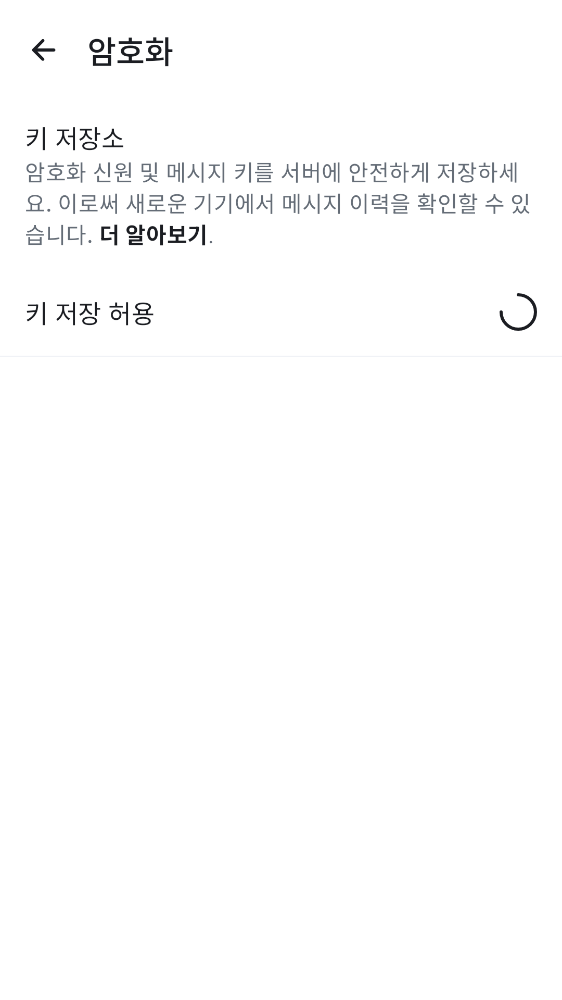 암호화
키 저장소
암호화 신원 및 메시지 키를 서버에 안전하게 저장하세
요. 이로써 새로운 기기에서 메시지 이력을 확인할 수 있
습니다. 더 알아보기.
키 저장 허용